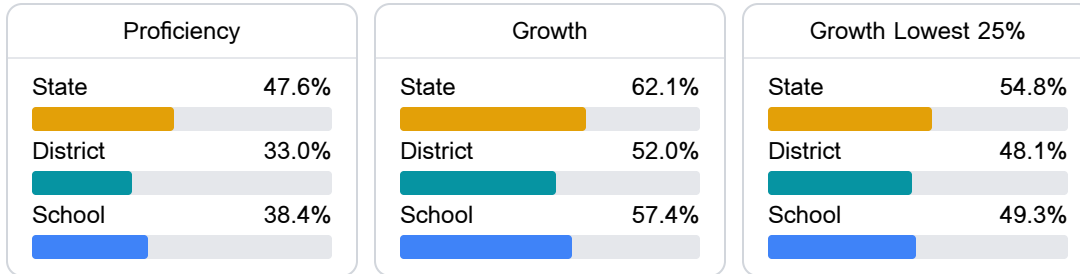 Proficiency
State 47.6%
District 33.0%
School 38.4%
Growth
State 62.1%
District 52.0%
School 57.4%
Growth Lowest 25%
State 54.8%
District 48.1%
School 49.3%